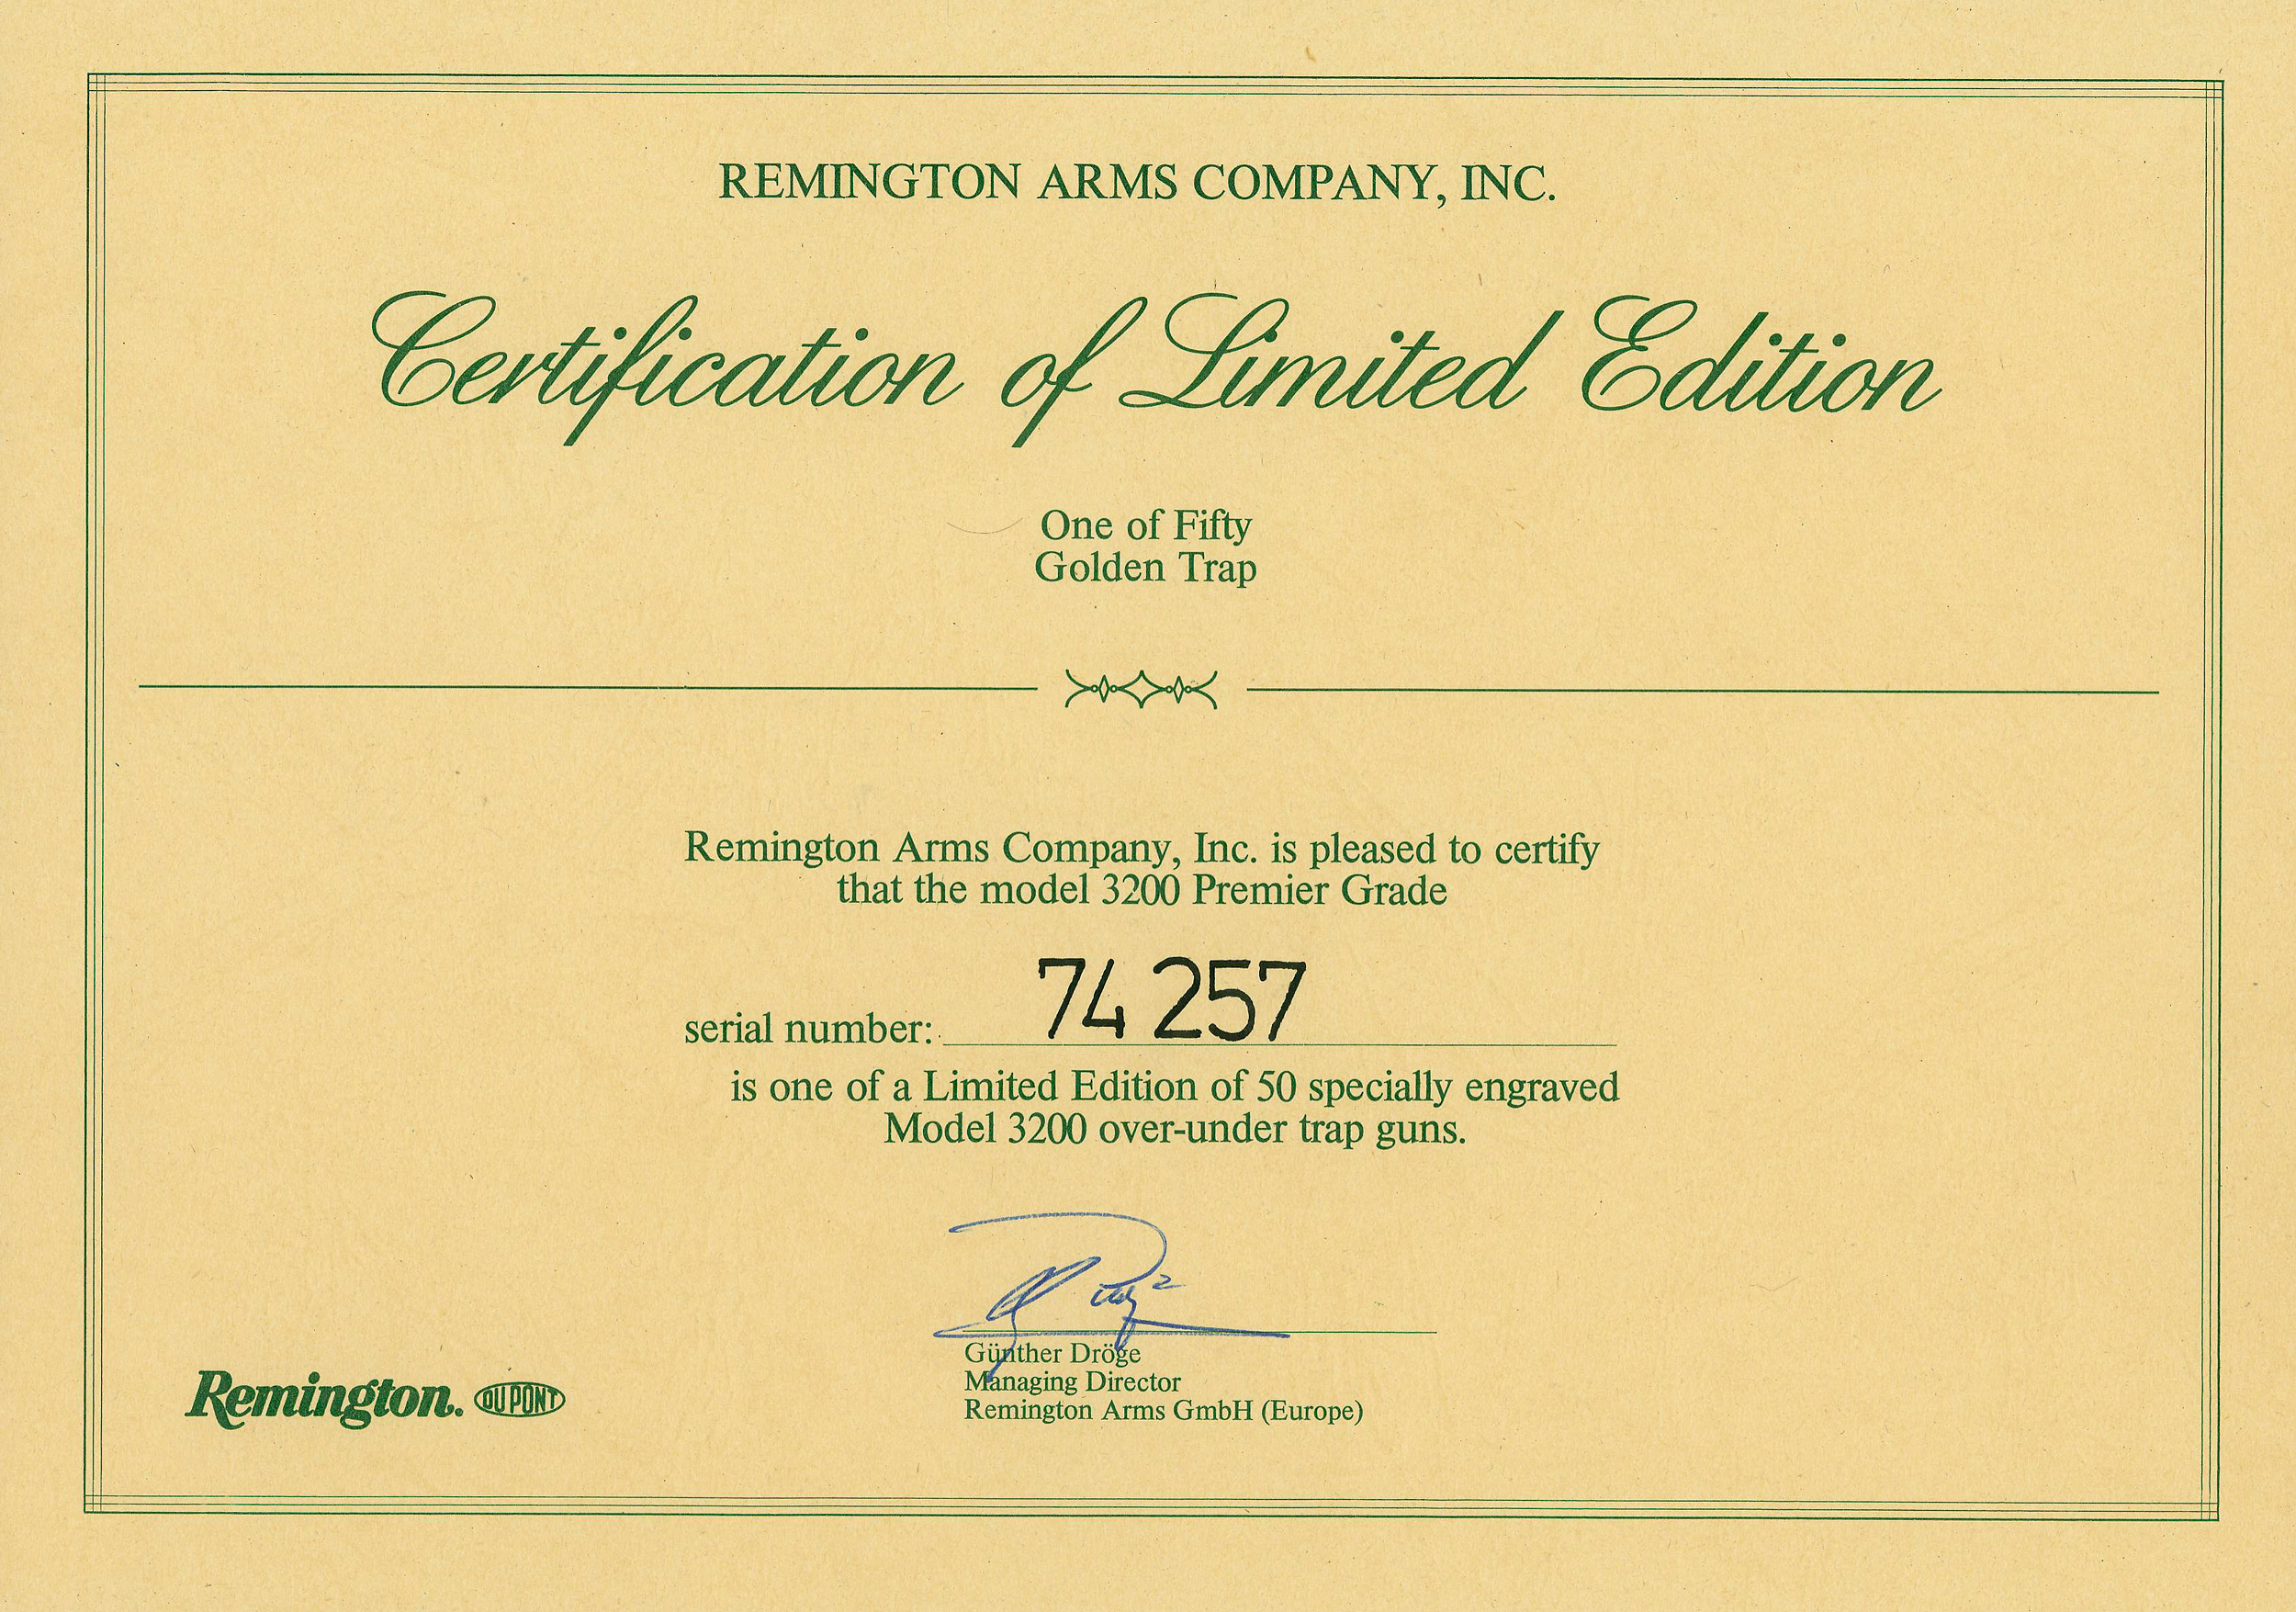 REMINGTON ARMS COMPANY, INC.
Certification of Limited Edition
One of Fifty
Golden Trap
Remington Arms Company, Inc. is pleased to certify
that the model 3200 Premier Grade
serial number: 74 257
is one of a Limited Edition of 50 specially engraved
Model 3200 over-under trap guns.
Günther Dröge
Managing Director
Remington Arms GmbH (Europe)
Remington. DU PONT